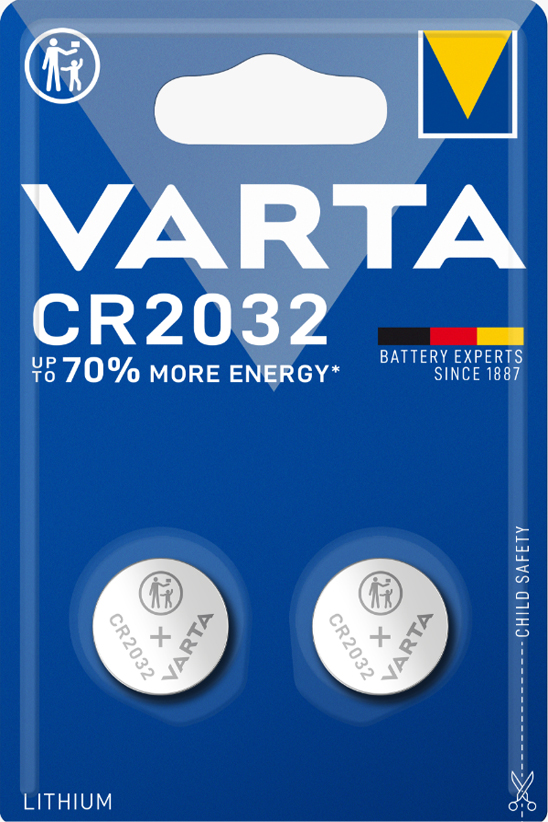 VARTA
CR2032
UP TO 70% MORE ENERGY*
BATTERY EXPERTS
SINCE 1887
CHILD SAFETY
CR2032
+
VARTA
CR2032
+
VARTA
LITHIUM